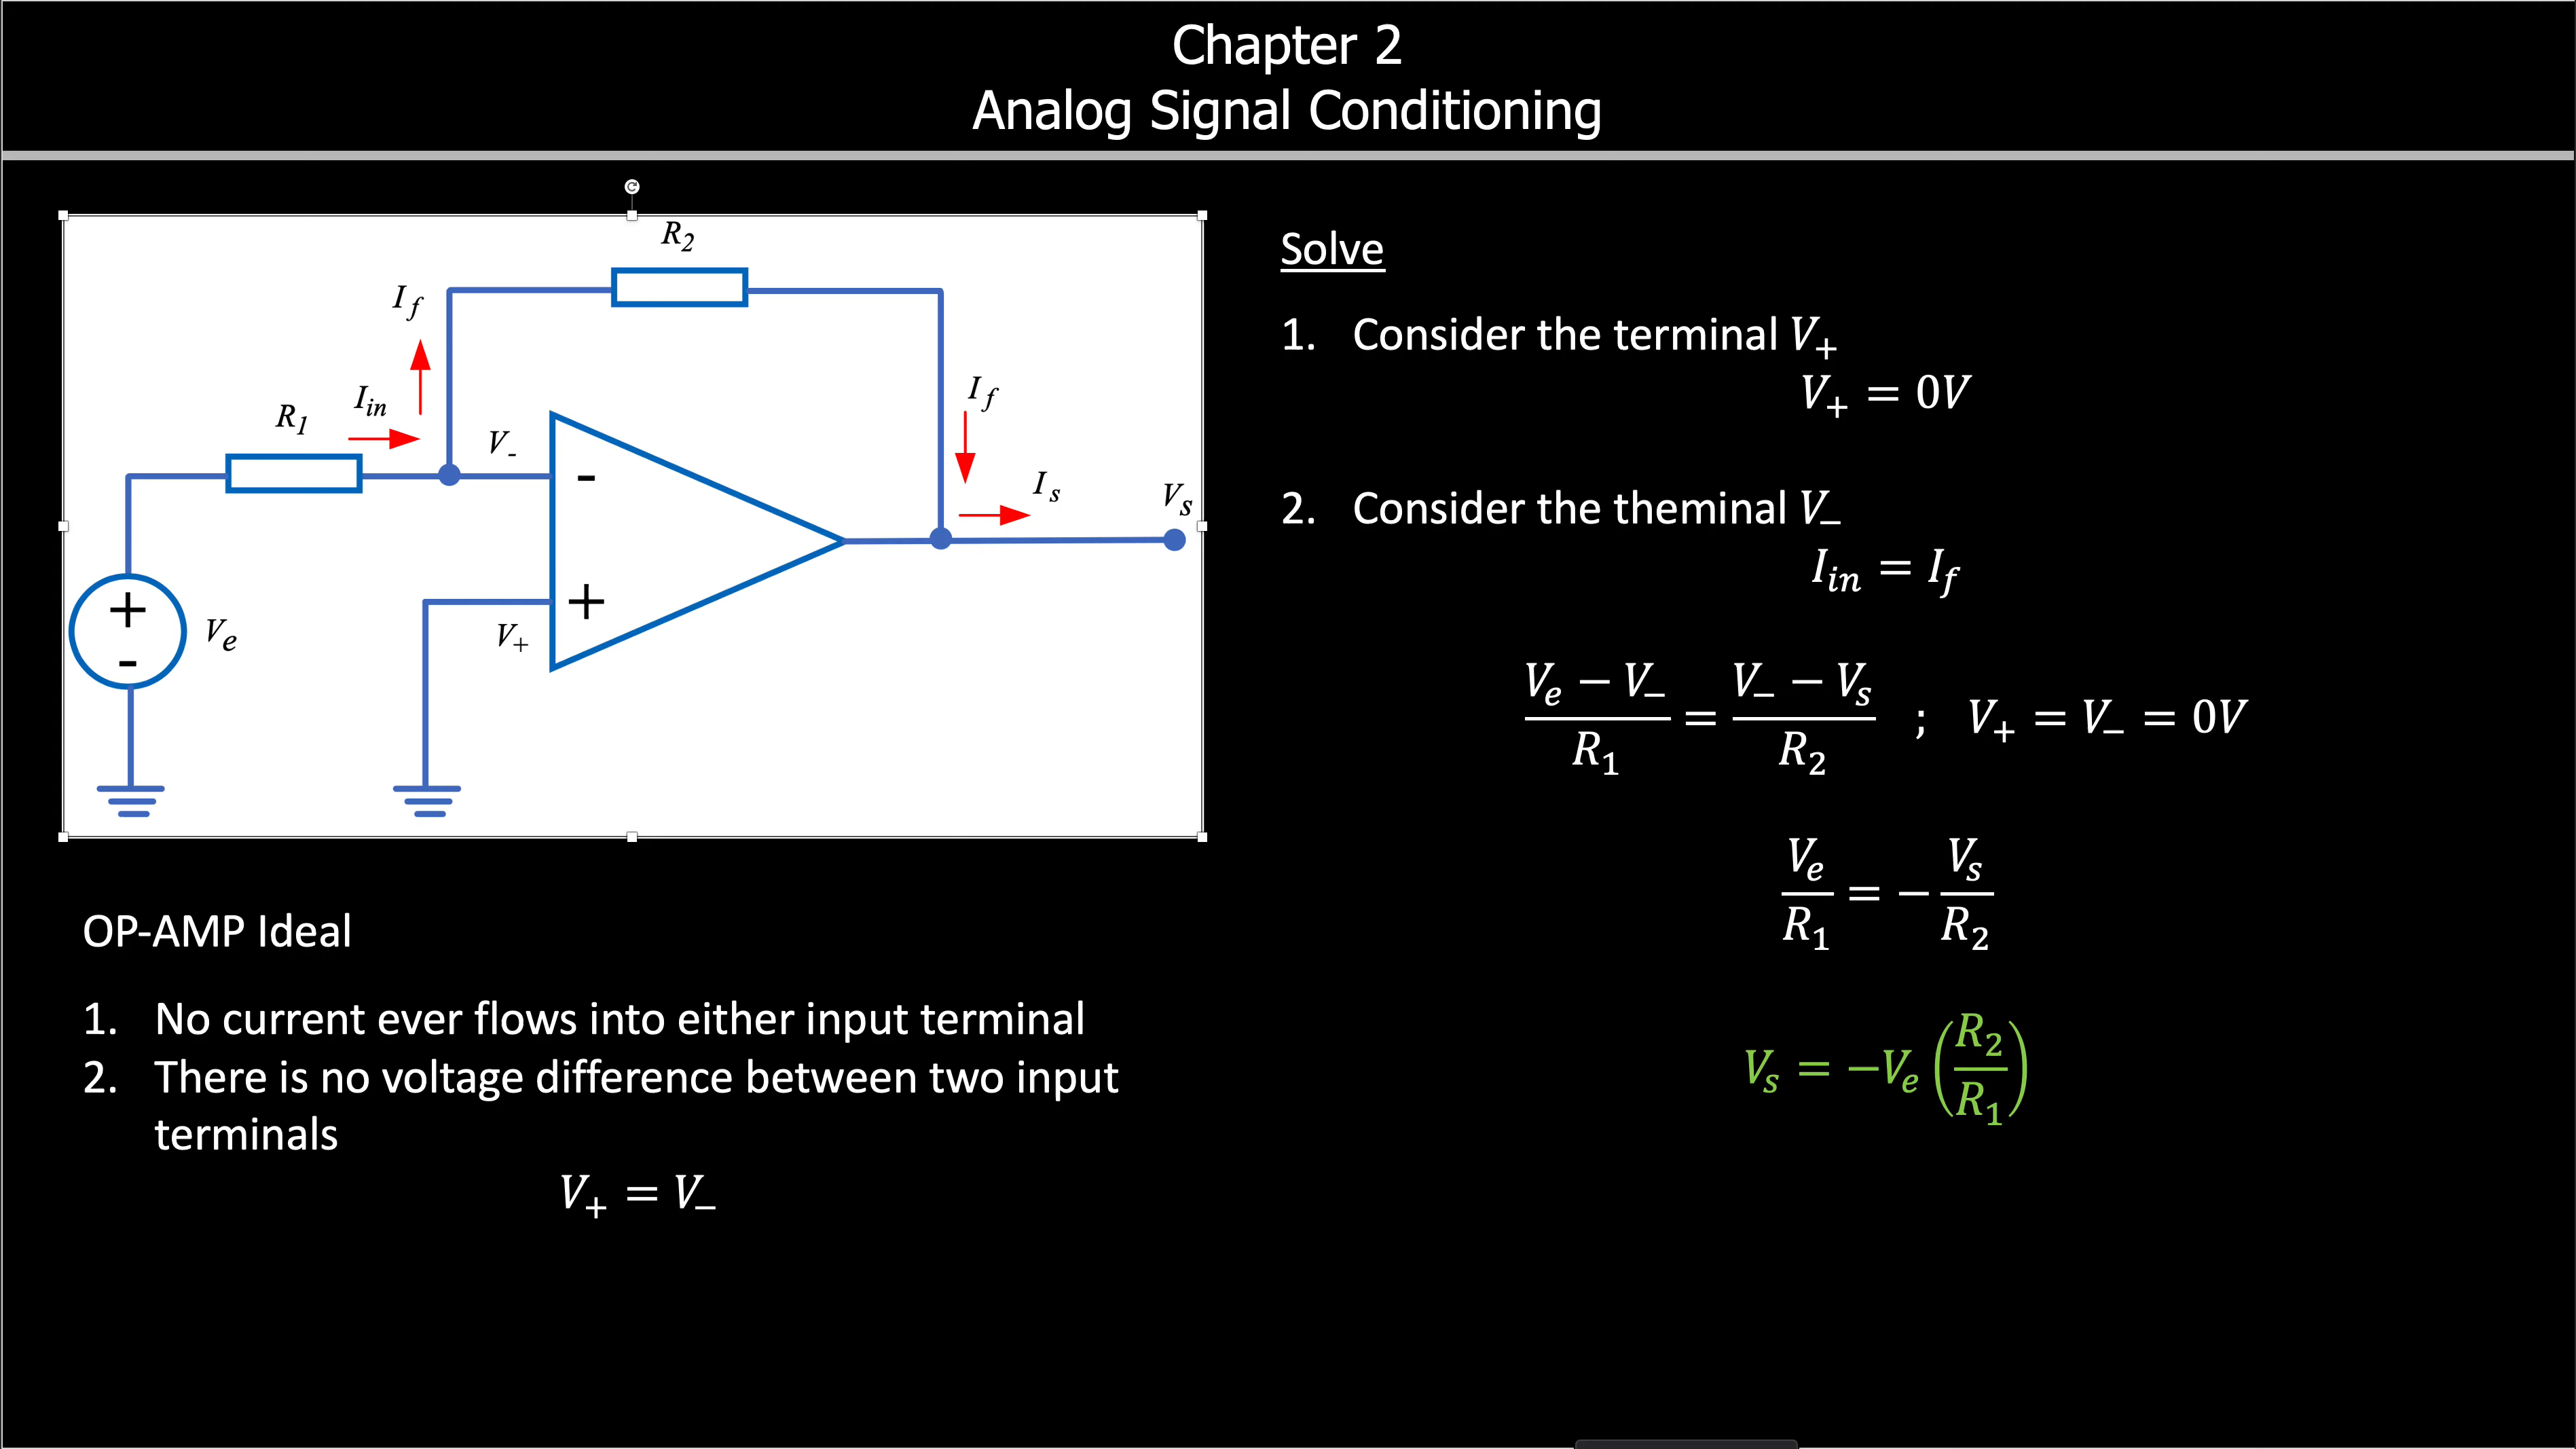 Chapter 2
Analog Signal Conditioning
R2
If
Iin
R1
V-
-
+
V+
If
Is
Vs
+
-
Ve
OP-AMP Ideal
1. No current ever flows into either input terminal
2. There is no voltage difference between two input
terminals
V₊ = V₋
Solve
1. Consider the terminal V₊
V₊ = 0V
2. Consider the theminal V₋
Iin = If
(Ve − V₋)/R1 = (V₋ − Vs)/R2 ; V₊ = V₋ = 0V
Ve/R1 = − Vs/R2
Vs = −Ve (R2/R1)